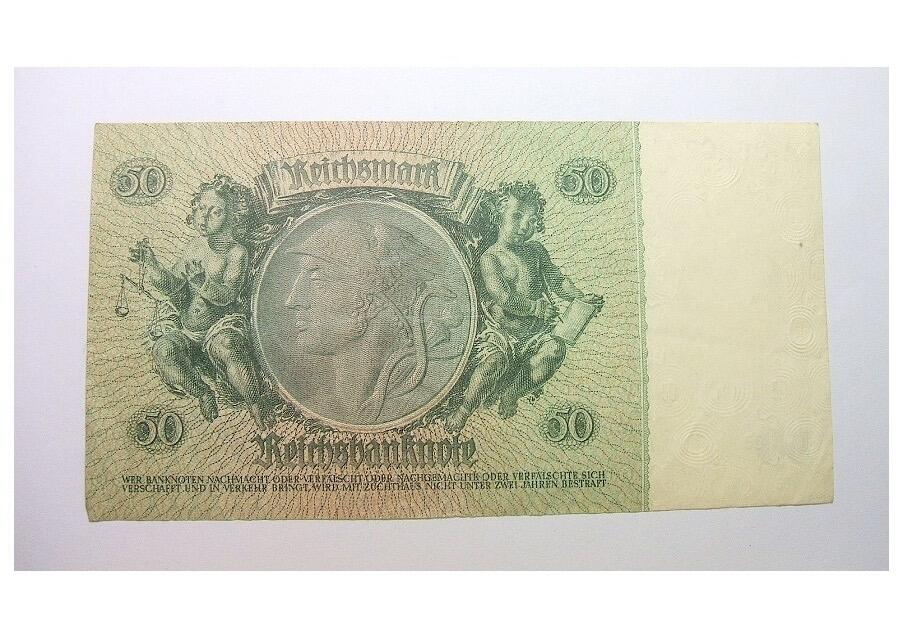 50 Reichsmark 50
50 50
Reichsbanknote
WER BANKNOTEN NACHMACHT ODER VERFÄLSCHT ODER NACHGEMACHTE ODER VERFÄLSCHTE SICH
VERSCHAFFT UND IN VERKEHR BRINGT, WIRD MIT ZUCHTHAUS NICHT UNTER ZWEI JAHREN BESTRAFT